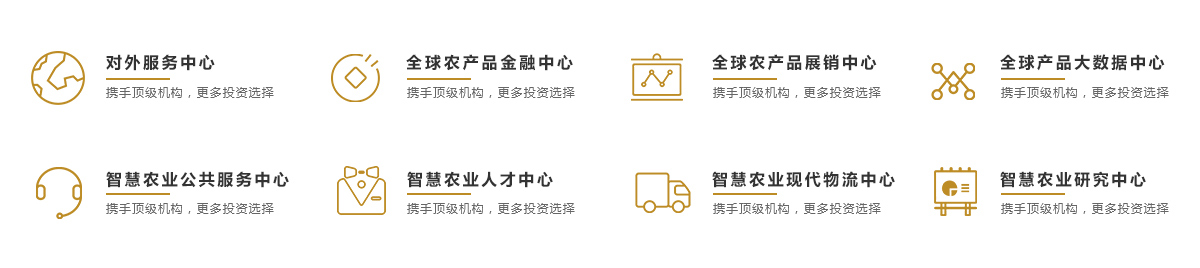 对外服务中心
携手顶级机构，更多投资选择
全球农产品金融中心
携手顶级机构，更多投资选择
全球农产品展销中心
携手顶级机构，更多投资选择
全球产品大数据中心
携手顶级机构，更多投资选择
智慧农业公共服务中心
携手顶级机构，更多投资选择
智慧农业人才中心
携手顶级机构，更多投资选择
智慧农业现代物流中心
携手顶级机构，更多投资选择
智慧农业研究中心
携手顶级机构，更多投资选择